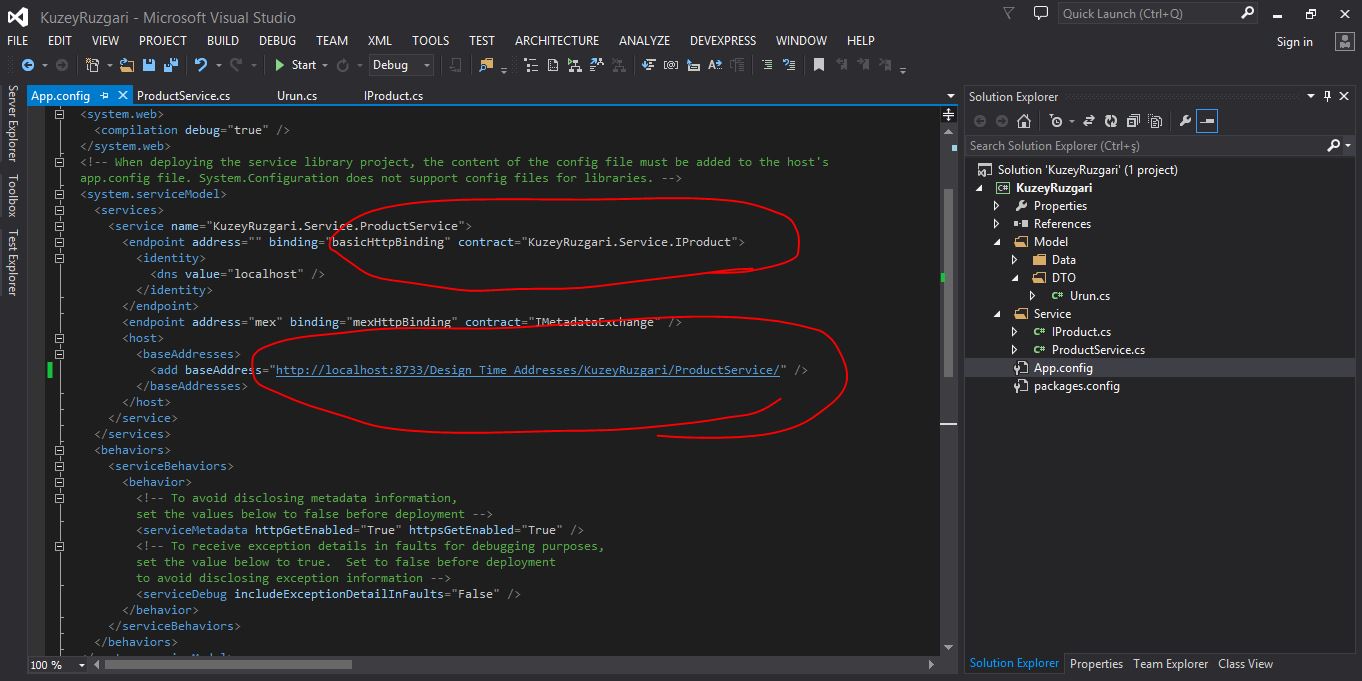 KuzeyRuzgari - Microsoft Visual Studio
Quick Launch (Ctrl+Q)
FILE EDIT VIEW PROJECT BUILD DEBUG TEAM XML TOOLS TEST ARCHITECTURE ANALYZE DEVEXPRESS WINDOW HELP
Sign in
Start Debug
Server Explorer
Toolbox
Test Explorer
App.config ProductService.cs Urun.cs IProduct.cs
<system.web>
<compilation debug="true" />
</system.web>
<!-- When deploying the service library project, the content of the config file must be added to the host's
app.config file. System.Configuration does not support config files for libraries. -->
<system.serviceModel>
<services>
<service name="KuzeyRuzgari.Service.ProductService">
<endpoint address="" binding="basicHttpBinding" contract="KuzeyRuzgari.Service.IProduct">
<identity>
<dns value="localhost" />
</identity>
</endpoint>
<endpoint address="mex" binding="mexHttpBinding" contract="IMetadataExchange" />
<host>
<baseAddresses>
<add baseAddress="http://localhost:8733/Design_Time_Addresses/KuzeyRuzgari/ProductService/" />
</baseAddresses>
</host>
</service>
</services>
<behaviors>
<serviceBehaviors>
<behavior>
<!-- To avoid disclosing metadata information,
set the values below to false before deployment -->
<serviceMetadata httpGetEnabled="True" httpsGetEnabled="True" />
<!-- To receive exception details in faults for debugging purposes,
set the value below to true.  Set to false before deployment
to avoid disclosing exception information -->
<serviceDebug includeExceptionDetailInFaults="False" />
</behavior>
</serviceBehaviors>
</behaviors>
100 %
Solution Explorer
Search Solution Explorer (Ctrl+ş)
Solution 'KuzeyRuzgari' (1 project)
C# KuzeyRuzgari
Properties
References
Model
Data
DTO
C# Urun.cs
Service
C# IProduct.cs
C# ProductService.cs
App.config
packages.config
Solution Explorer Properties Team Explorer Class View